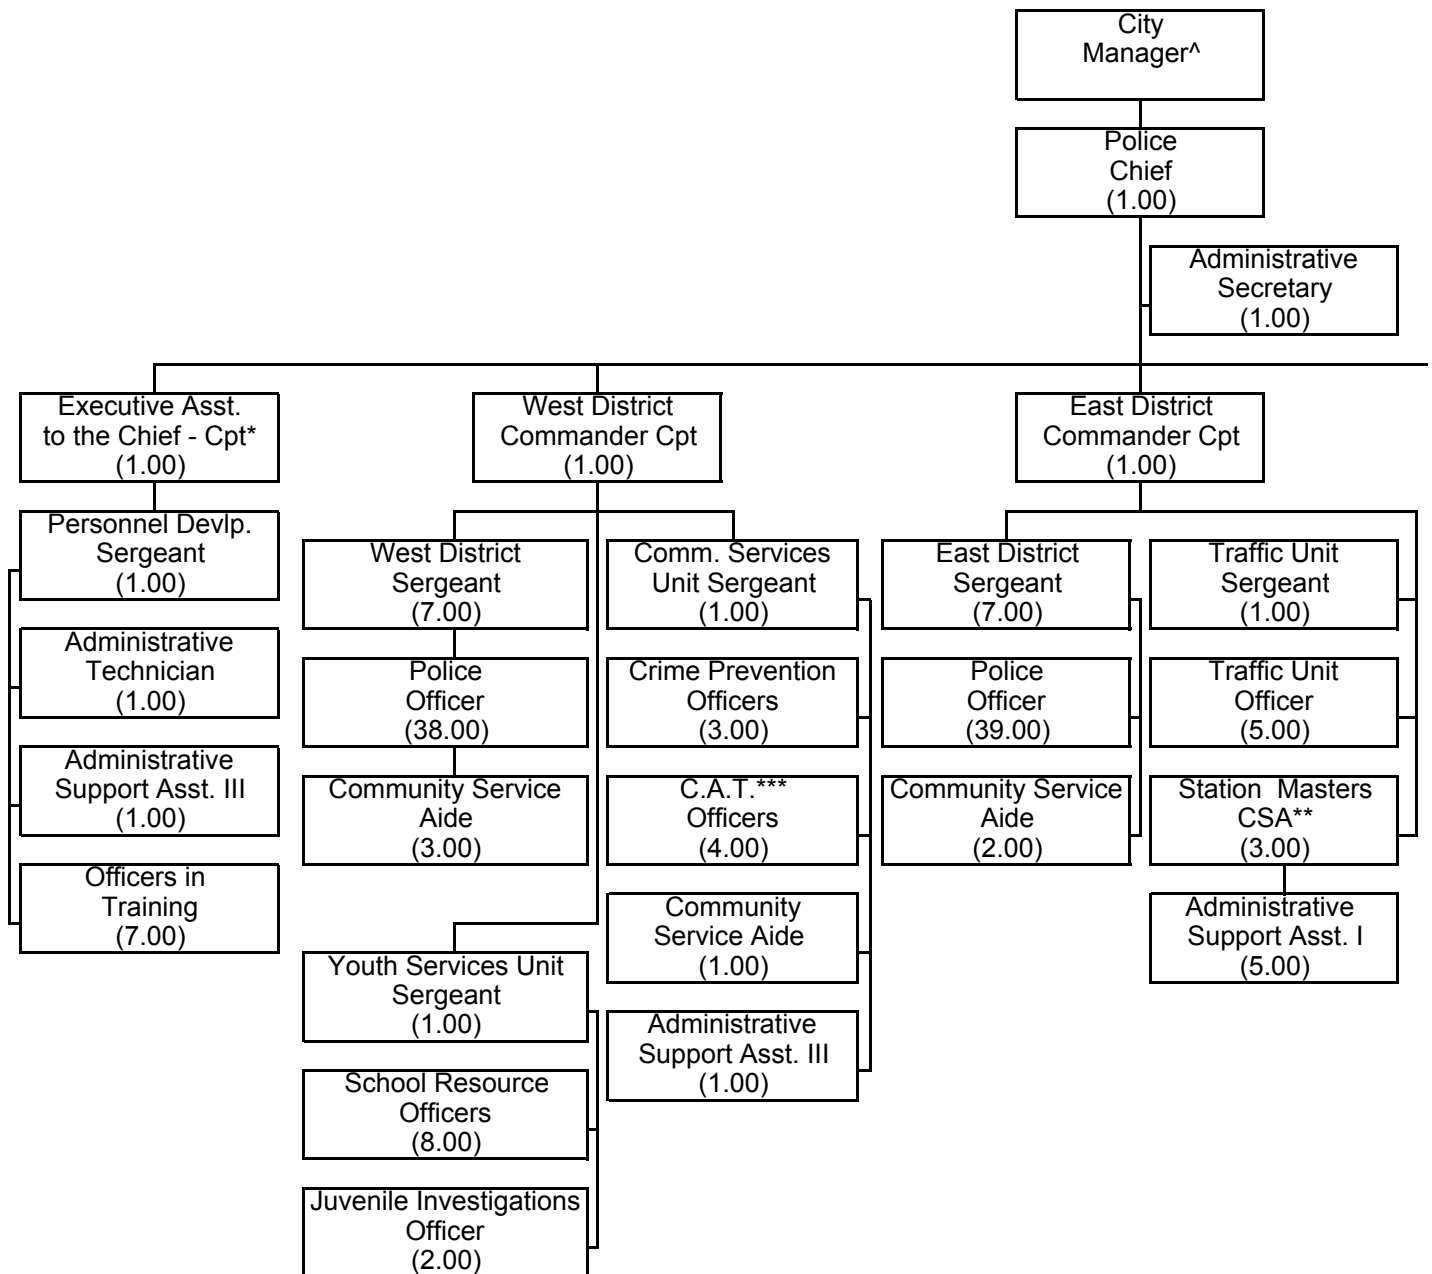 City
Manager^
Police
Chief
(1.00)
Administrative
Secretary
(1.00)
Executive Asst.
to the Chief - Cpt*
(1.00)
West District
Commander Cpt
(1.00)
East District
Commander Cpt
(1.00)
Personnel Devlp.
Sergeant
(1.00)
Administrative
Technician
(1.00)
Administrative
Support Asst. III
(1.00)
Officers in
Training
(7.00)
West District
Sergeant
(7.00)
Police
Officer
(38.00)
Community Service
Aide
(3.00)
Youth Services Unit
Sergeant
(1.00)
School Resource
Officers
(8.00)
Juvenile Investigations
Officer
(2.00)
Comm. Services
Unit Sergeant
(1.00)
Crime Prevention
Officers
(3.00)
C.A.T.***
Officers
(4.00)
Community
Service Aide
(1.00)
Administrative
Support Asst. III
(1.00)
East District
Sergeant
(7.00)
Police
Officer
(39.00)
Community Service
Aide
(2.00)
Traffic Unit
Sergeant
(1.00)
Traffic Unit
Officer
(5.00)
Station Masters
CSA**
(3.00)
Administrative
Support Asst. I
(5.00)